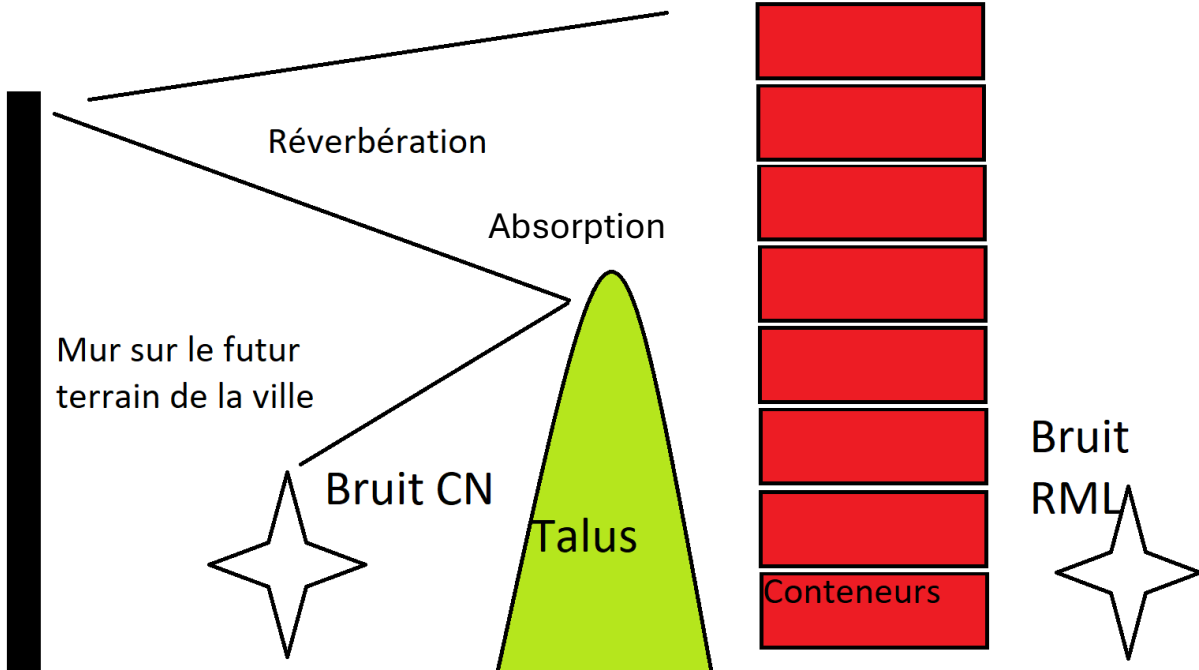 Réverbération
Absorption
Mur sur le futur
terrain de la ville
Bruit CN
Talus
Conteneurs
Bruit
RML